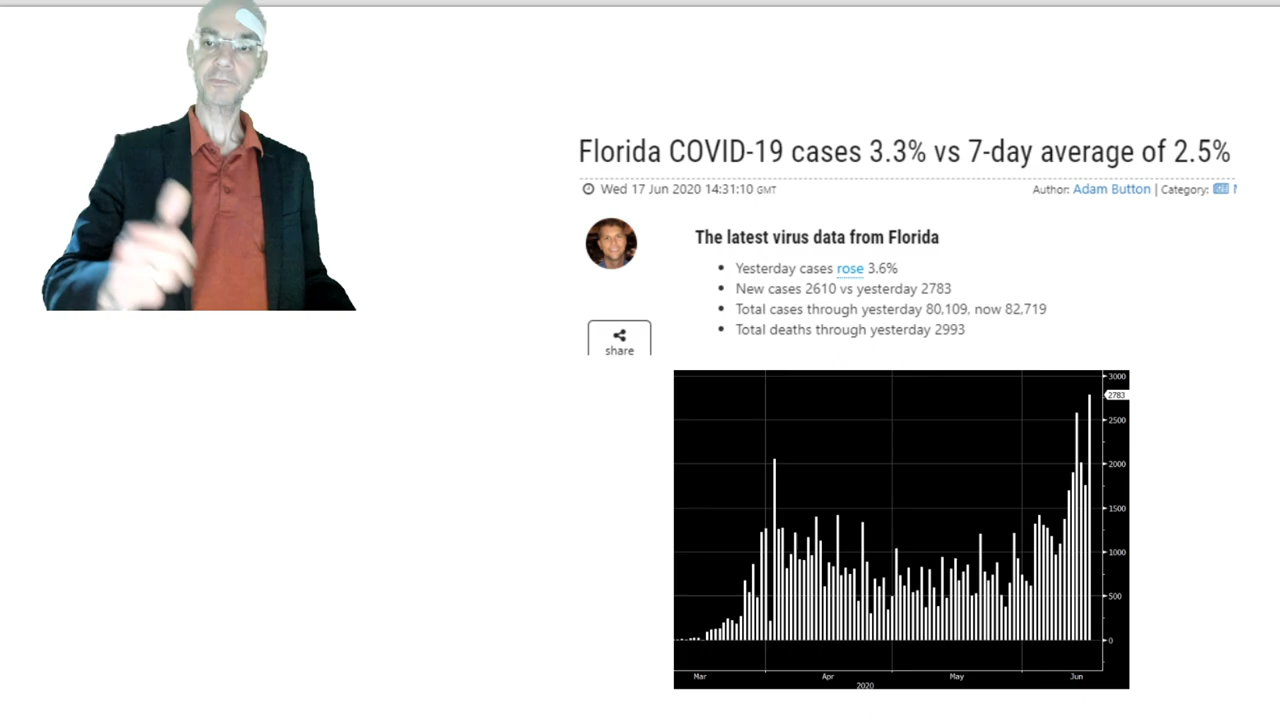 Florida COVID-19 cases 3.3% vs 7-day average of 2.5%
Wed 17 Jun 2020 14:31:10 GMT
Author: Adam Button | Category:
The latest virus data from Florida
• Yesterday cases rose 3.6%
• New cases 2610 vs yesterday 2783
• Total cases through yesterday 80,109, now 82,719
• Total deaths through yesterday 2993
share
3000
2783
2500
2000
1500
1000
500
0
Mar Apr May Jun
2020